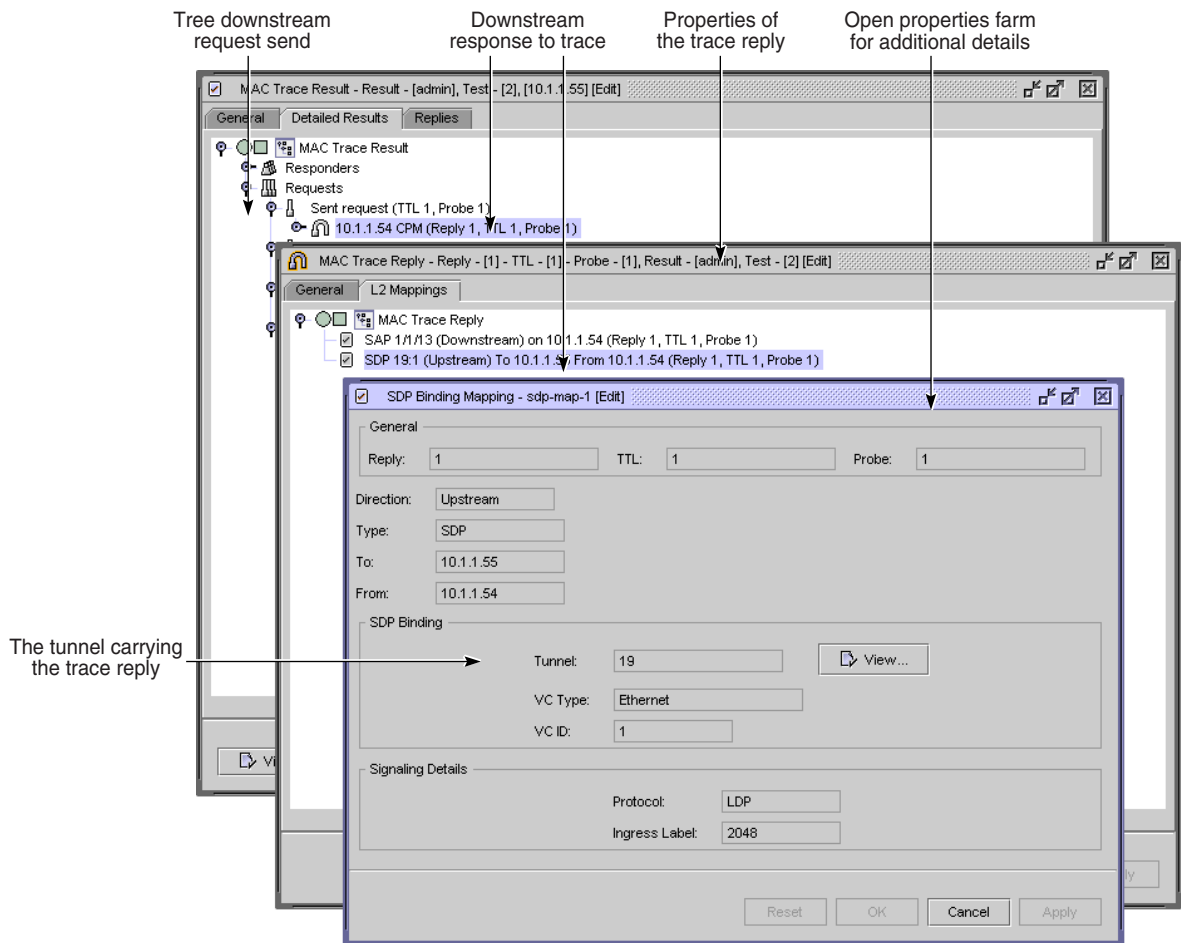 Tree downstream
request send
Downstream
response to trace
Properties of
the trace reply
Open properties farm
for additional details
MAC Trace Result - Result - [admin], Test - [2], [10.1.1.55] [Edit]
General Detailed Results Replies
MAC Trace Result
Responders
Requests
Sent request (TTL 1, Probe 1)
10.1.1.54 CPM (Reply 1, TTL 1, Probe 1)
MAC Trace Reply - Reply - [1] - TTL - [1] - Probe - [1], Result - [admin], Test - [2] [Edit]
General L2 Mappings
MAC Trace Reply
SAP 1/1/13 (Downstream) on 10.1.1.54 (Reply 1, TTL 1, Probe 1)
SDP 19:1 (Upstream) To 10.1.1.55 From 10.1.1.54 (Reply 1, TTL 1, Probe 1)
SDP Binding Mapping - sdp-map-1 [Edit]
General
Reply: 1 TTL: 1 Probe: 1
Direction: Upstream
Type: SDP
To: 10.1.1.55
From: 10.1.1.54
SDP Binding
The tunnel carrying
the trace reply
Tunnel: 19 View...
VC Type: Ethernet
VC ID: 1
Signaling Details
Protocol: LDP
Ingress Label: 2048
Reset OK Cancel Apply